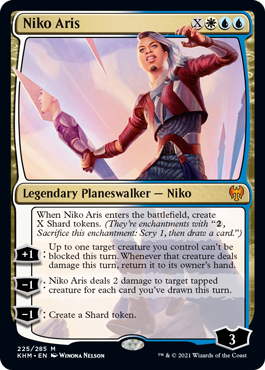 Niko Aris X
Legendary Planeswalker — Niko
When Niko Aris enters the battlefield, create
X Shard tokens. (They're enchantments with "2,
Sacrifice this enchantment: Scry 1, then draw a card.")
+1: Up to one target creature you control can't be
blocked this turn. Whenever that creature deals
damage this turn, return it to its owner's hand.
−1: Niko Aris deals 2 damage to target tapped
creature for each card you've drawn this turn.
−1: Create a Shard token.
3
225/285 M
KHM • EN Winona Nelson
™ & © 2021 Wizards of the Coast